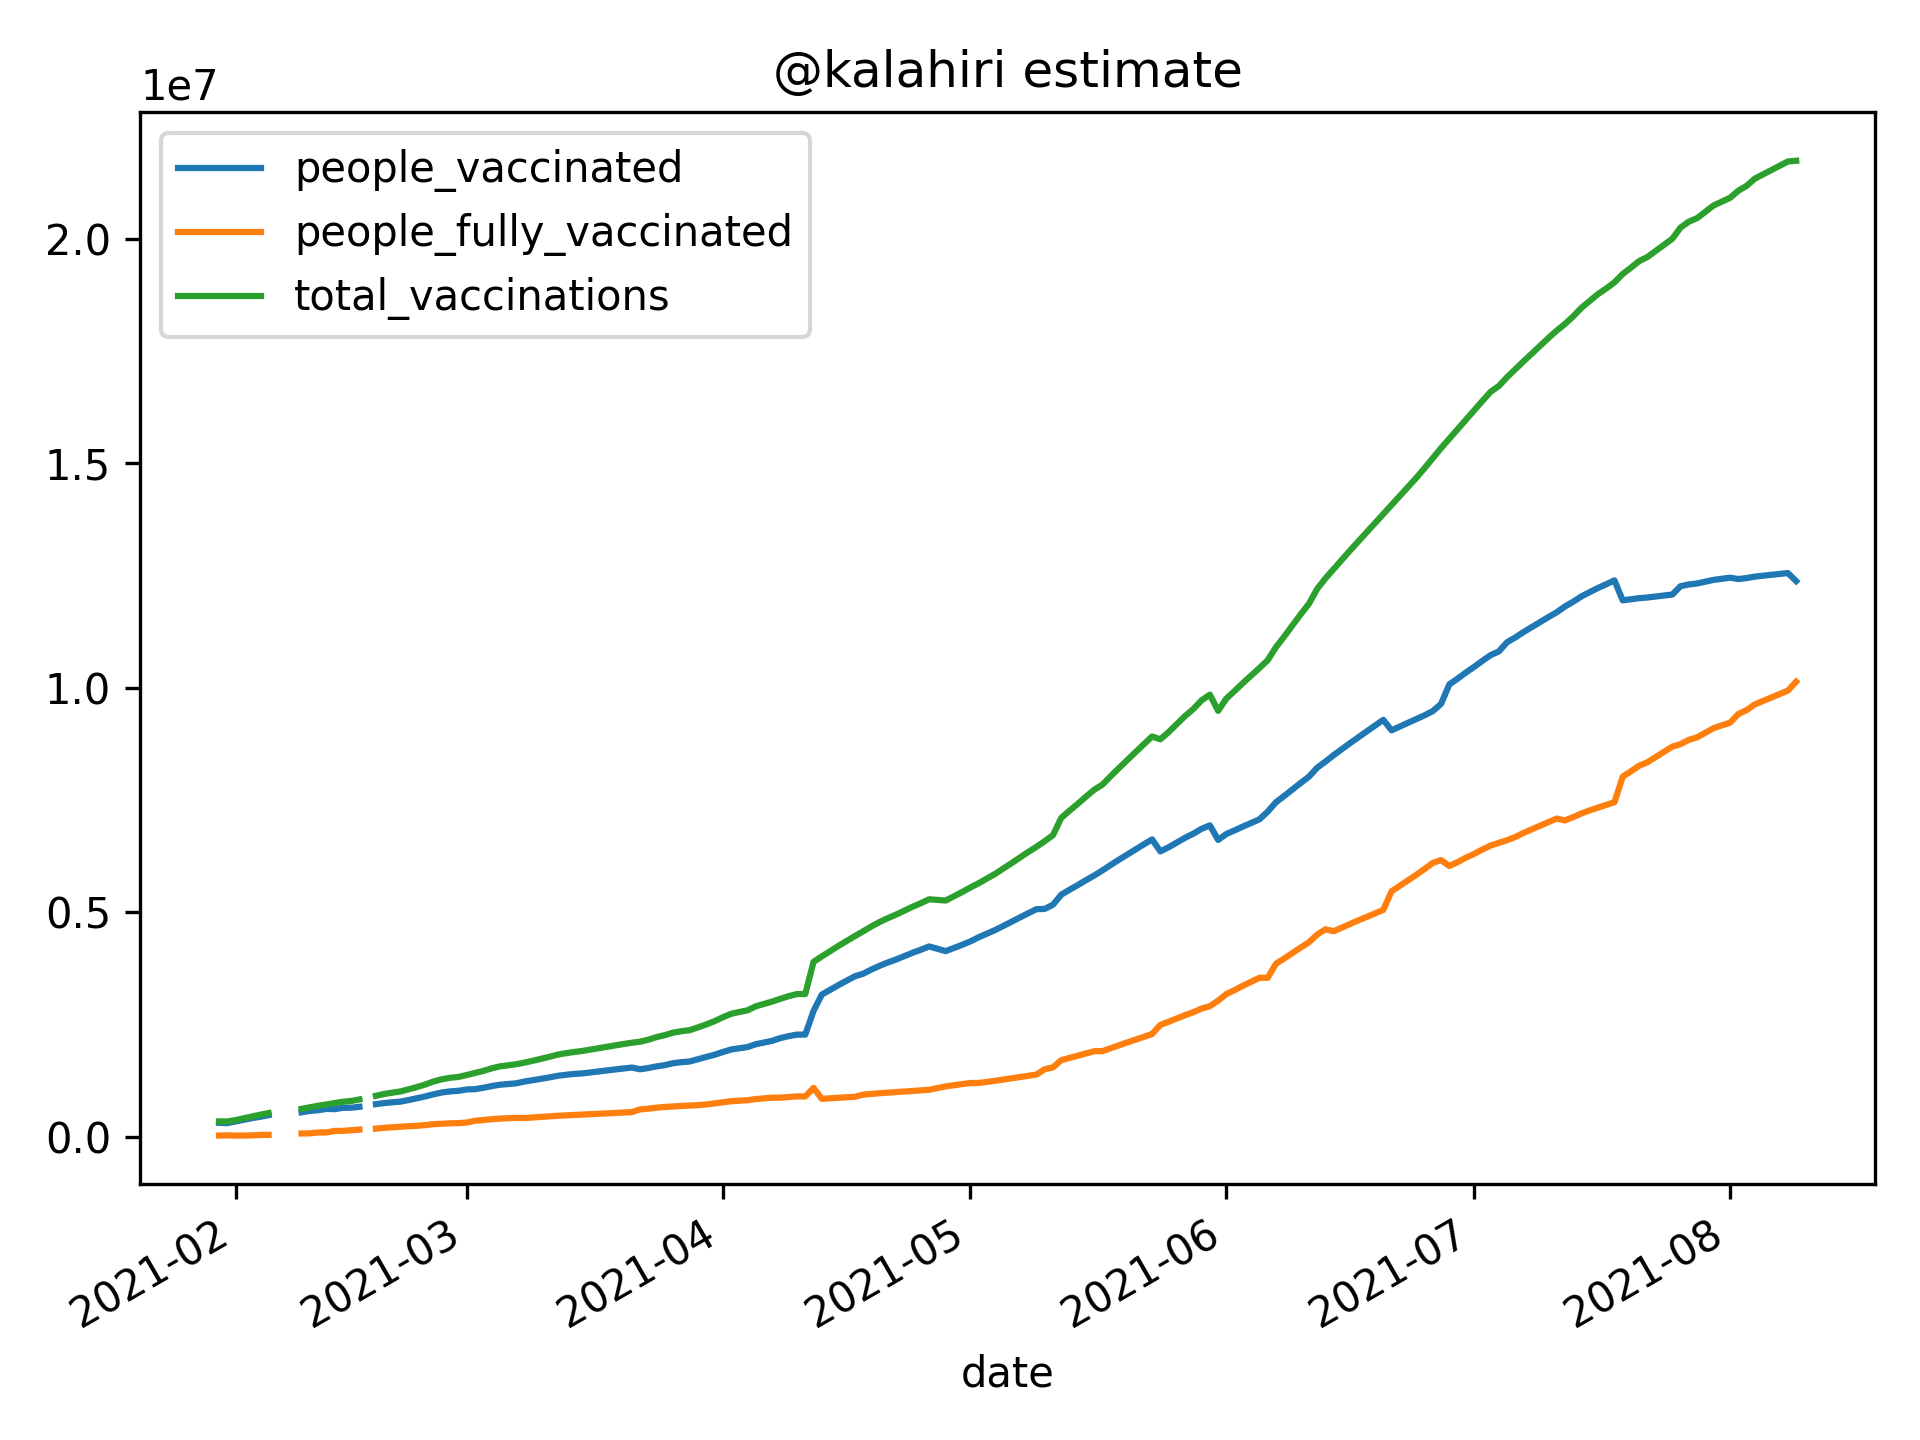 @kalahiri estimate
1e7
people_vaccinated
people_fully_vaccinated
total_vaccinations
2.0
1.5
1.0
0.5
0.0
2021-02
2021-03
2021-04
2021-05
2021-06
2021-07
2021-08
date